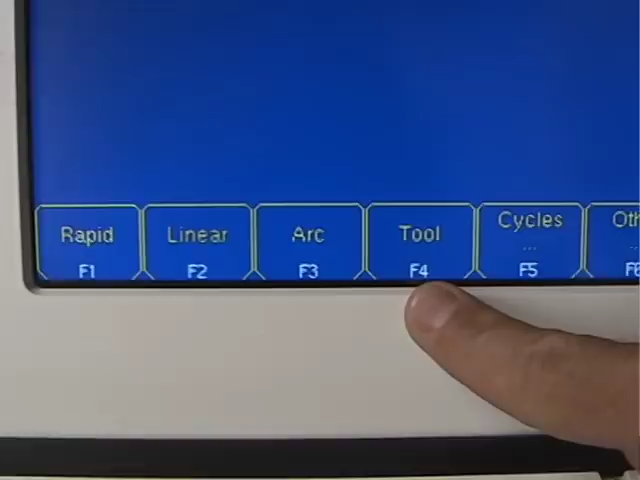 Rapid
F1
Linear
F2
Arc
F3
Tool
F4
Cycles
...
F5